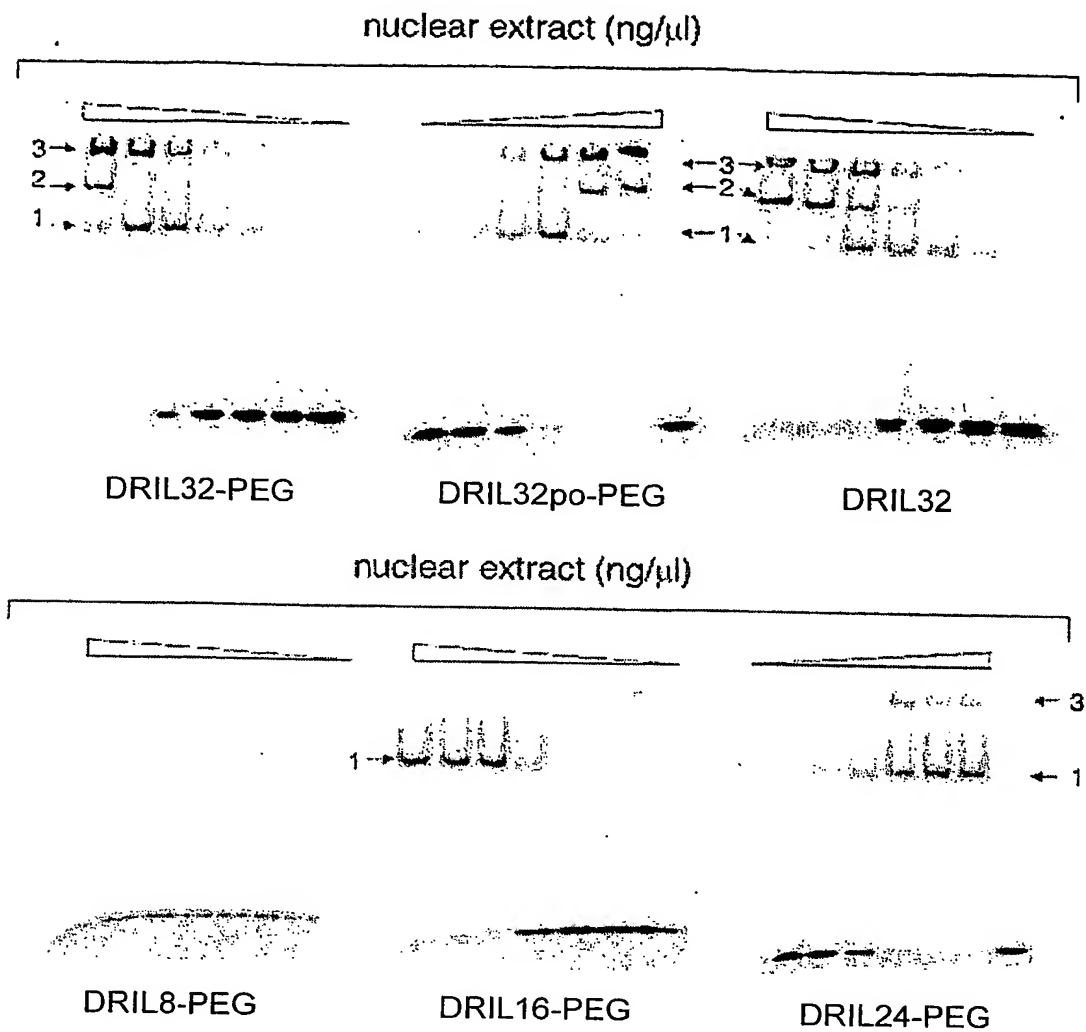 nuclear extract (ng/μl)
3
2
1
3
2
1
DRIL32-PEG
DRIL32po-PEG
DRIL32
nuclear extract (ng/μl)
3
1
1
DRIL8-PEG
DRIL16-PEG
DRIL24-PEG